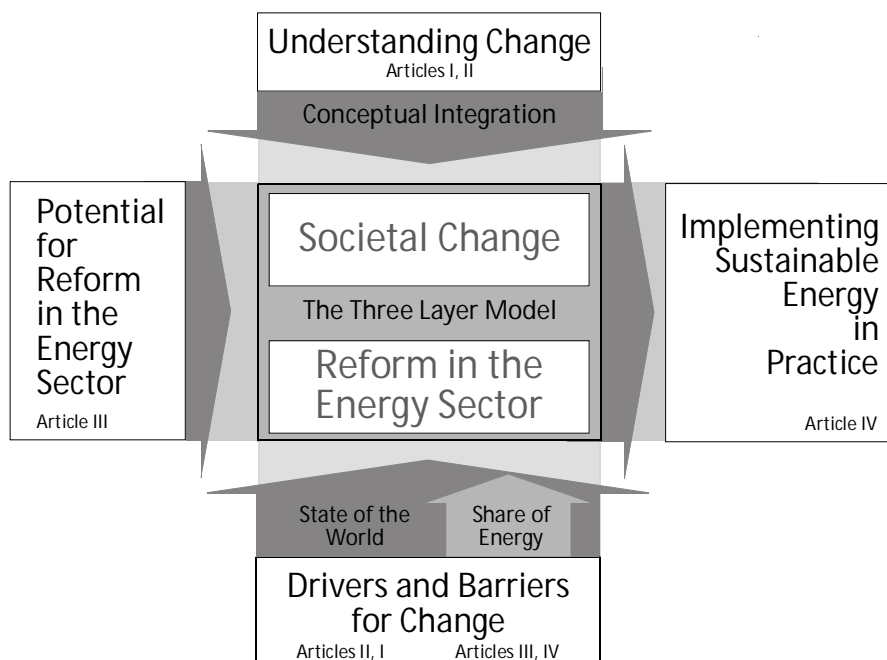 Understanding Change
Articles I, II
Conceptual Integration
Potential
for
Reform
in the
Energy
Sector
Article III
Societal Change
The Three Layer Model
Reform in the
Energy Sector
Implementing
Sustainable
Energy
in
Practice
Article IV
State of the
World
Share of
Energy
Drivers and Barriers
for Change
Articles II, I
Articles III, IV